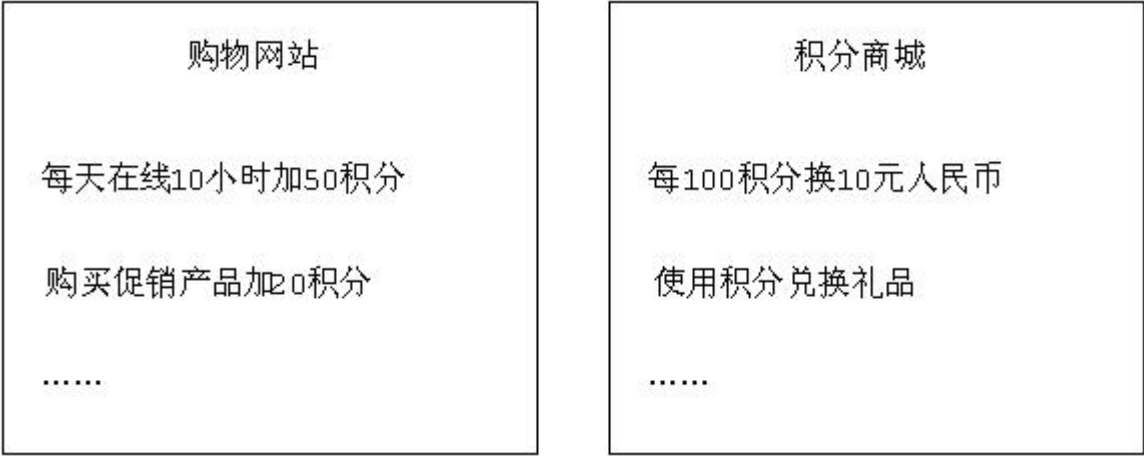 购物网站
每天在线10小时加50积分
购买促销产品加20积分
……
积分商城
每100积分换10元人民币
使用积分兑换礼品
……